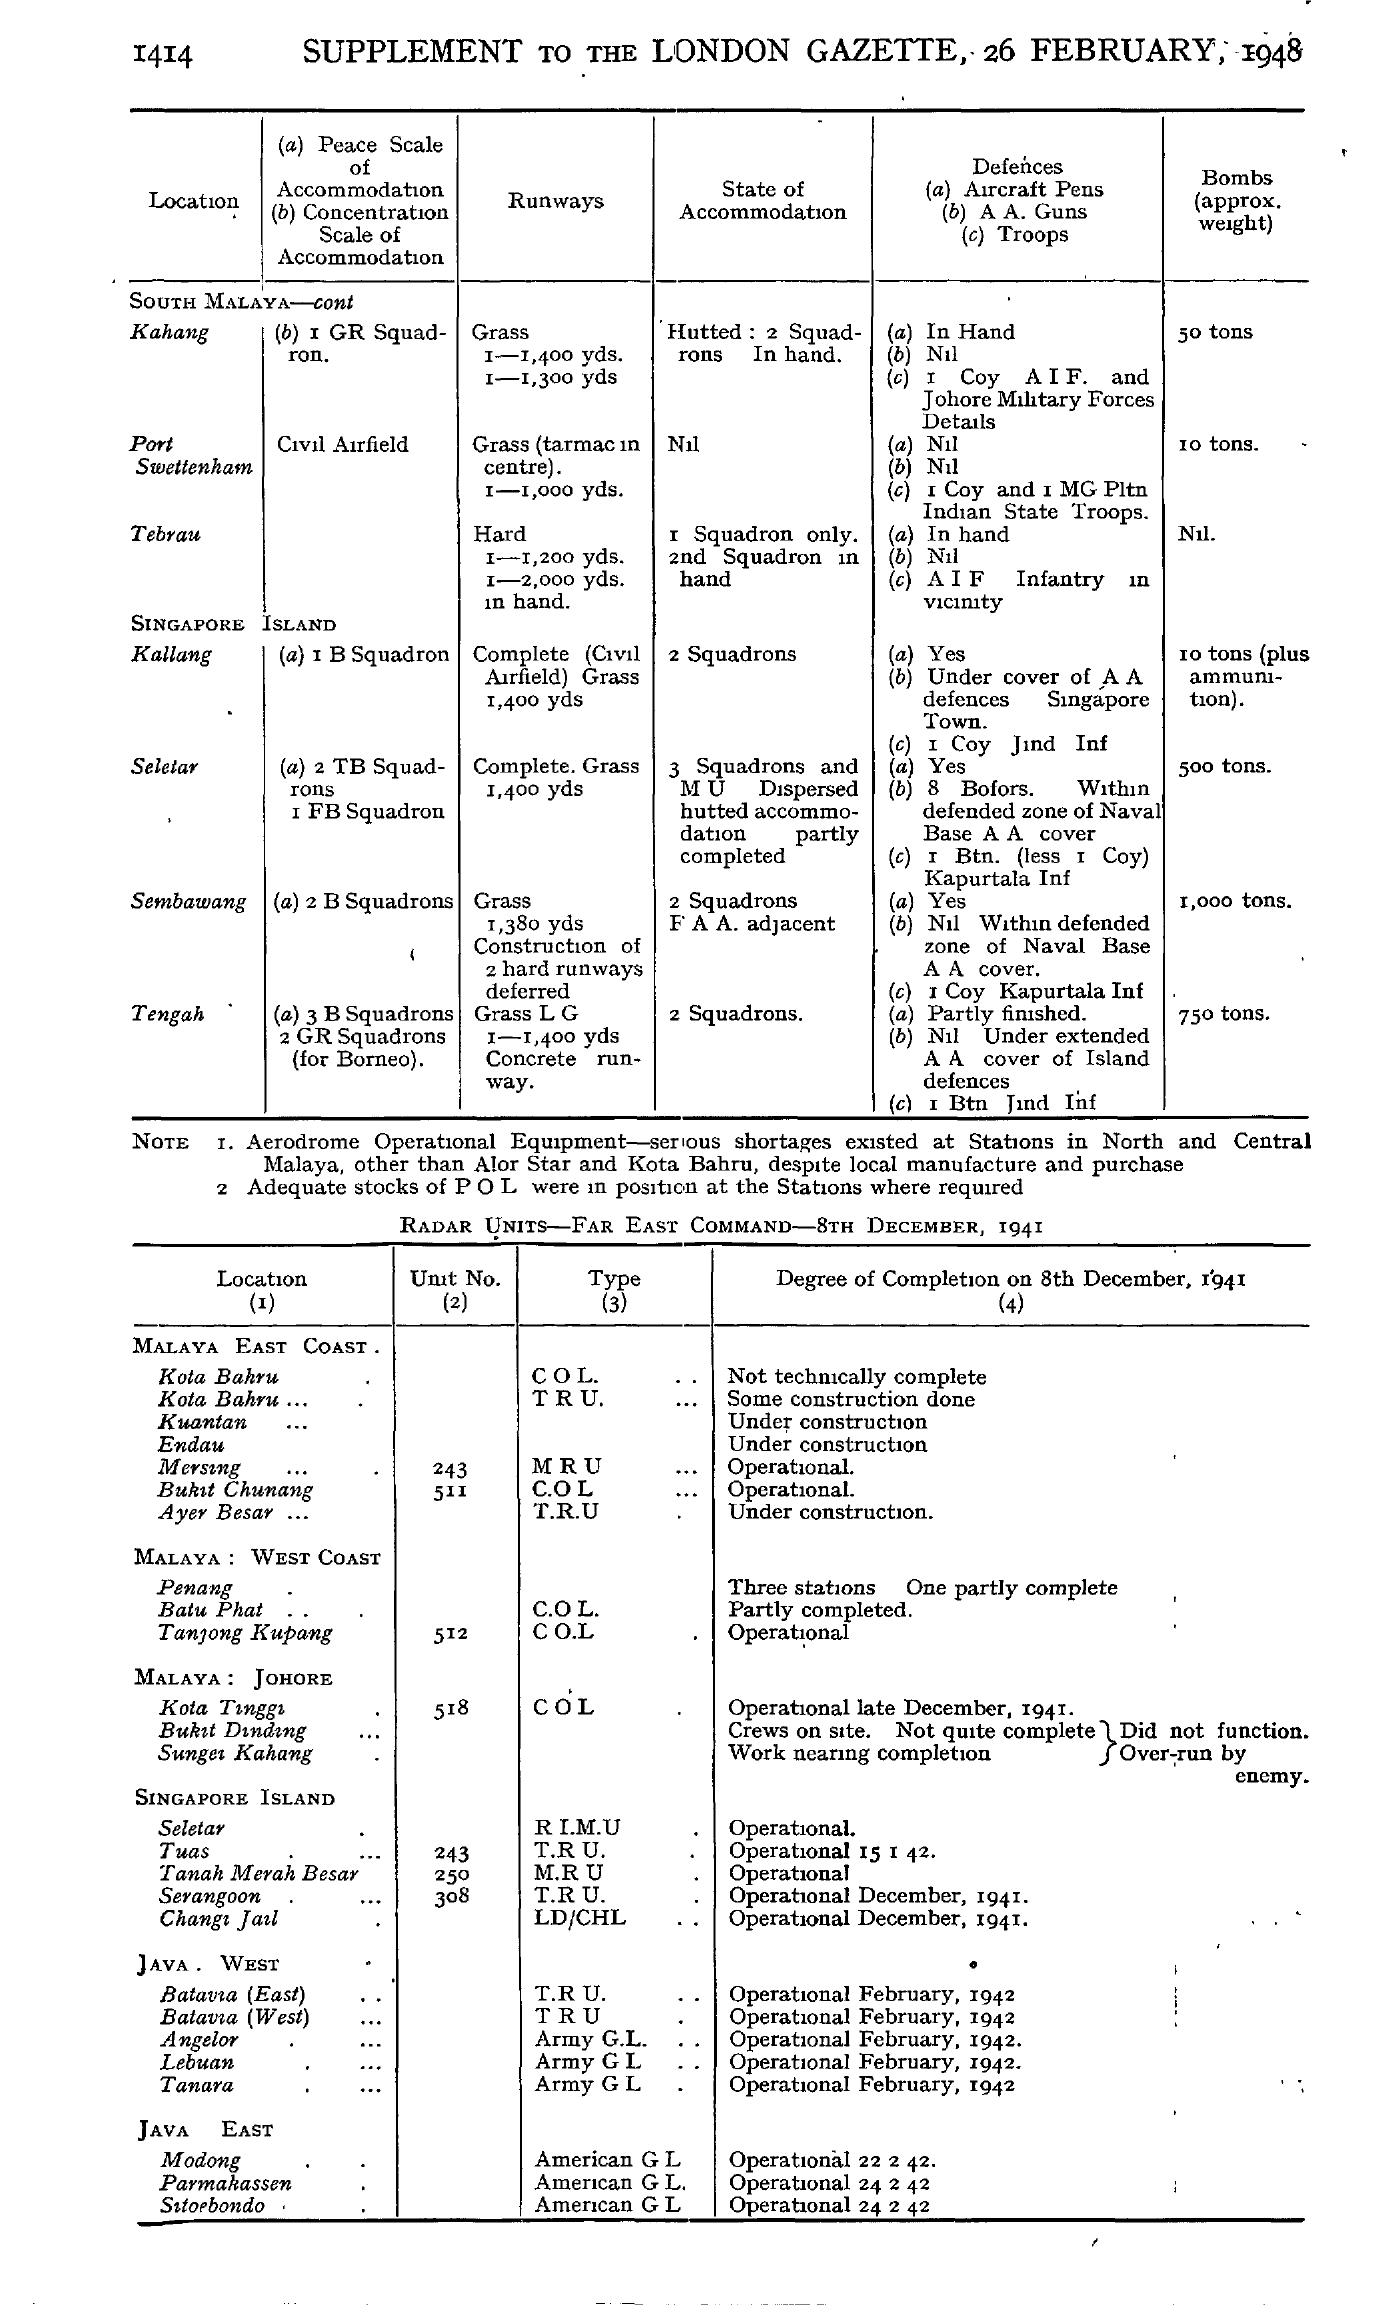 1414 SUPPLEMENT TO THE LONDON GAZETTE, 26 FEBRUARY, 1948
Location
(a) Peace Scale
of
Accommodation
(b) Concentration
Scale of
Accommodation
Runways
State of
Accommodation
Defences
(a) Aircraft Pens
(b) A A. Guns
(c) Troops
Bombs
(approx.
weight)
SOUTH MALAYA—cont
Kahang
(b) 1 GR Squad-
ron.
Grass
1—1,400 yds.
1—1,300 yds
Hutted : 2 Squad-
rons In hand.
(a) In Hand
(b) Nil
(c) 1 Coy A I F. and
Johore Military Forces
Details
50 tons
Port
Swettenham
Civil Airfield
Grass (tarmac in
centre).
1—1,000 yds.
Nil
(a) Nil
(b) Nil
(c) 1 Coy and 1 MG Pltn
Indian State Troops.
10 tons.
Tebrau
Hard
1—1,200 yds.
1—2,000 yds.
in hand.
1 Squadron only.
2nd Squadron in
hand
(a) In hand
(b) Nil
(c) A I F Infantry in
vicinity
Nil.
SINGAPORE ISLAND
Kallang
(a) 1 B Squadron
Complete (Civil
Airfield) Grass
1,400 yds
2 Squadrons
(a) Yes
(b) Under cover of A A
defences Singapore
Town.
(c) 1 Coy Jind Inf
10 tons (plus
ammuni-
tion).
Seletar
(a) 2 TB Squad-
rons
1 FB Squadron
Complete. Grass
1,400 yds
3 Squadrons and
M U Dispersed
hutted accommo-
dation partly
completed
(a) Yes
(b) 8 Bofors. Within
defended zone of Naval
Base A A cover
(c) 1 Btn. (less 1 Coy)
Kapurtala Inf
500 tons.
Sembawang
(a) 2 B Squadrons
Grass
1,380 yds
Construction of
2 hard runways
deferred
2 Squadrons
F A A. adjacent
(a) Yes
(b) Nil Within defended
zone of Naval Base
A A cover.
(c) 1 Coy Kapurtala Inf
1,000 tons.
Tengah
(a) 3 B Squadrons
2 GR Squadrons
(for Borneo).
Grass L G
1—1,400 yds
Concrete run-
way.
2 Squadrons.
(a) Partly finished.
(b) Nil Under extended
A A cover of Island
defences
(c) 1 Btn Jind Inf
750 tons.
NOTE 1. Aerodrome Operational Equipment—serious shortages existed at Stations in North and Central
Malaya, other than Alor Star and Kota Bahru, despite local manufacture and purchase
2 Adequate stocks of P O L were in position at the Stations where required
RADAR UNITS—FAR EAST COMMAND—8TH DECEMBER, 1941
Location Unit No. Type Degree of Completion on 8th December, 1941
(1) (2) (3) (4)
MALAYA EAST COAST .
Kota Bahru . C O L. . . Not technically complete
Kota Bahru ... . T R U. ... Some construction done
Kuantan ... Under construction
Endau Under construction
Mersing ... . 243 M R U ... Operational.
Bukit Chunang 511 C.O L ... Operational.
Ayer Besar ... T.R.U . Under construction.
MALAYA : WEST COAST
Penang . Three stations One partly complete
Batu Phat . . . C.O L. Partly completed.
Tanjong Kupang 512 C O.L . Operational
MALAYA : JOHORE
Kota Tinggi . 518 C O L . Operational late December, 1941.
Bukit Dinding ... Crews on site. Not quite complete } Did not function.
Sungei Kahang . Work nearing completion } Over-run by
enemy.
SINGAPORE ISLAND
Seletar . R I.M.U . Operational.
Tuas . ... 243 T.R U. . Operational 15 1 42.
Tanah Merah Besar 250 M.R U . Operational
Serangoon . ... 308 T.R U. . Operational December, 1941.
Changi Jail . LD/CHL . . Operational December, 1941.
JAVA . WEST
Batavia (East) . . T.R U. . . Operational February, 1942
Batavia (West) ... T R U . Operational February, 1942
Angelor . ... Army G.L. . . Operational February, 1942.
Lebuan . ... Army G L . . Operational February, 1942.
Tanara . ... Army G L . Operational February, 1942
JAVA EAST
Modong . . American G L Operational 22 2 42.
Parmakassen . American G L. Operational 24 2 42
Sitoebondo . American G L Operational 24 2 42